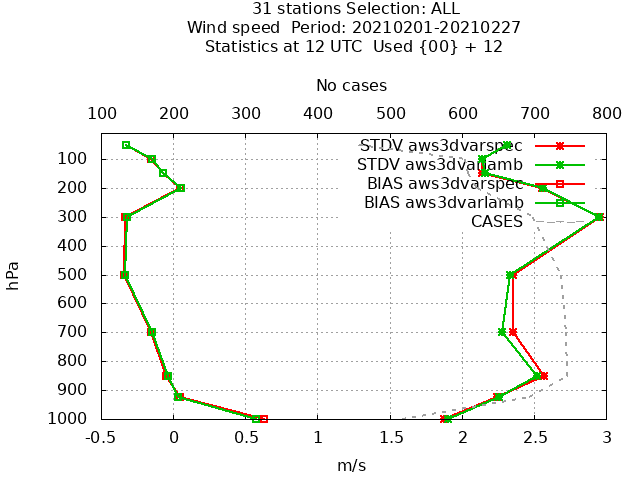 31 stations Selection: ALL
Wind speed  Period: 20210201-20210227
Statistics at 12 UTC  Used {00} + 12
No cases
100 200 300 400 500 600 700 800
STDV aws3dvarspec
STDV aws3dvarlamb
BIAS aws3dvarspec
BIAS aws3dvarlamb
CASES
hPa
100
200
300
400
500
600
700
800
900
1000
-0.5 0 0.5 1 1.5 2 2.5 3
m/s